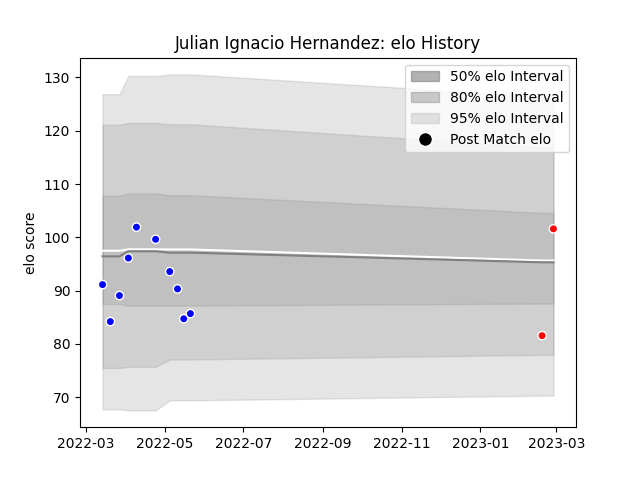 Julian Ignacio Hernandez: elo History
130
120
110
100
90
80
70
elo score
50% elo Interval
80% elo Interval
95% elo Interval
Post Match elo
2022-03
2022-05
2022-07
2022-09
2022-11
2023-01
2023-03